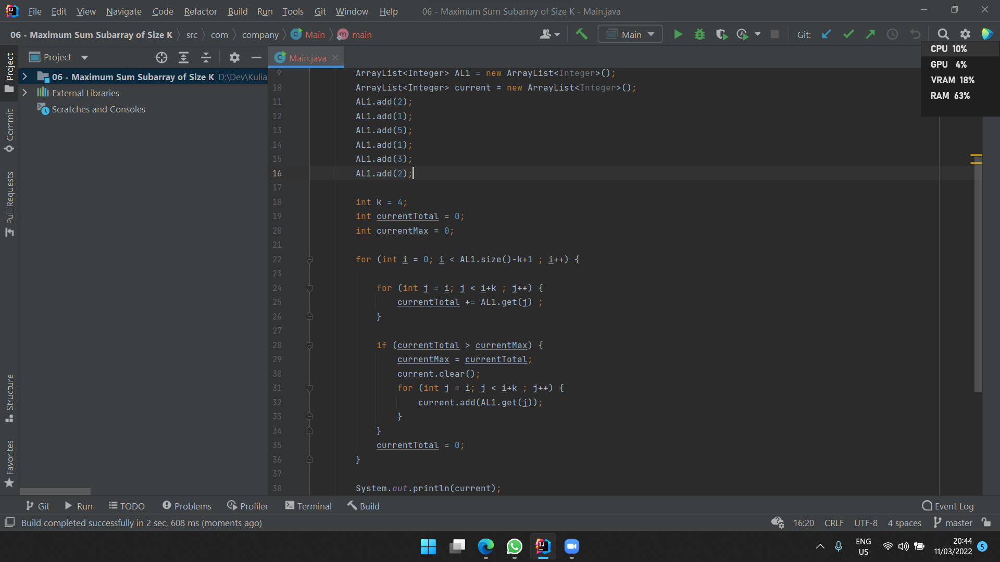 File Edit View Navigate Code Refactor Build Run Tools Git Window Help 06 - Maximum Sum Subarray of Size K - Main.java
06 - Maximum Sum Subarray of Size K src com company Main main Main Git:
Project Main.java
CPU 10%
GPU 4%
VRAM 18%
RAM 63%
Project
Commit
Pull Requests
Structure
Favorites
06 - Maximum Sum Subarray of Size K D:\Dev\Kulia
External Libraries
Scratches and Consoles
9 ArrayList<Integer> AL1 = new ArrayList<Integer>();
10 ArrayList<Integer> current = new ArrayList<Integer>();
11 AL1.add(2);
12 AL1.add(1);
13 AL1.add(5);
14 AL1.add(1);
15 AL1.add(3);
16 AL1.add(2);
17
18 int k = 4;
19 int currentTotal = 0;
20 int currentMax = 0;
21
22 for (int i = 0; i < AL1.size()-k+1 ; i++) {
23
24 for (int j = i; j < i+k ; j++) {
25 currentTotal += AL1.get(j) ;
26 }
27
28 if (currentTotal > currentMax) {
29 currentMax = currentTotal;
30 current.clear();
31 for (int j = i; j < i+k ; j++) {
32 current.add(AL1.get(j));
33 }
34 }
35 currentTotal = 0;
36 }
37
38 System.out.println(current);
Git Run TODO Problems Profiler Terminal Build Event Log
Build completed successfully in 2 sec, 608 ms (moments ago) 16:20 CRLF UTF-8 4 spaces master
ENG
US
20:44
11/03/2022
5